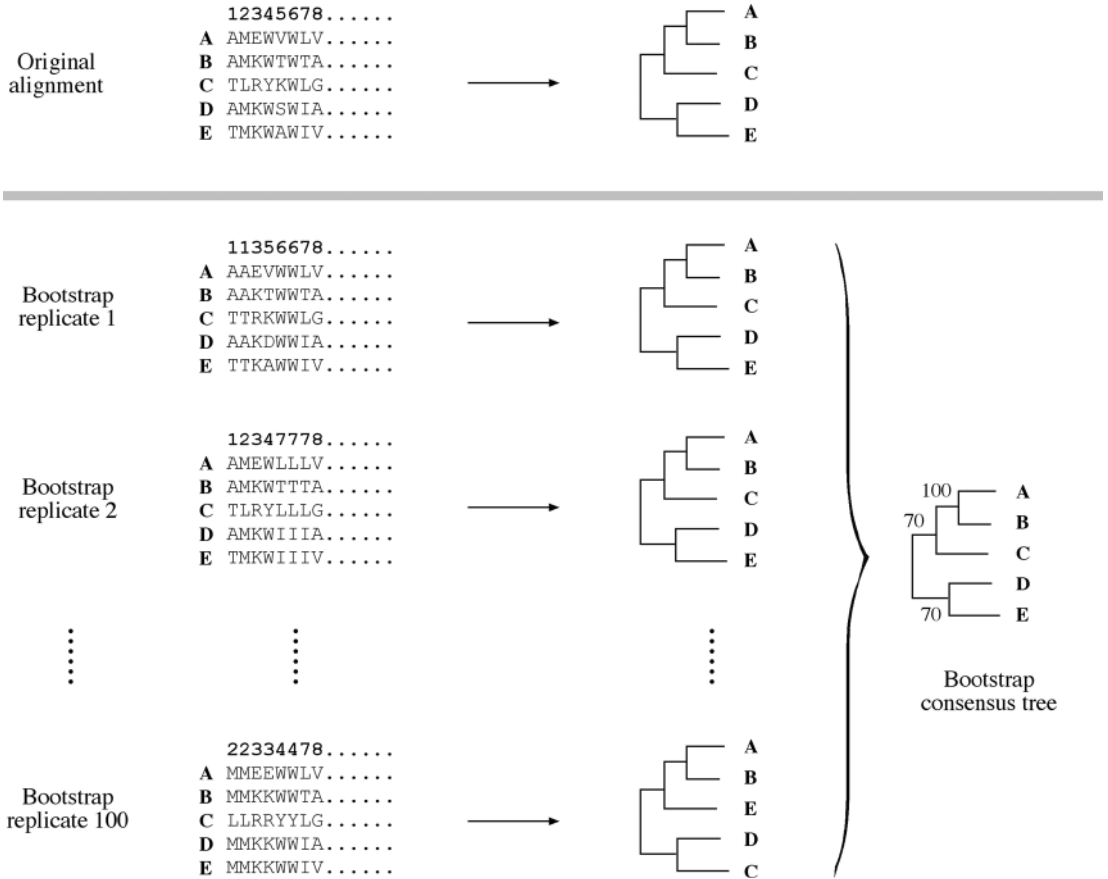 12345678......
Original
alignment
A AMEWVWLV......
B AMKWTWTA......
C TLRYKWLG......
D AMKWSWIA......
E TMKWAWIV......
A
B
C
D
E
Bootstrap
replicate 1
11356678......
A AAEVWWLV......
B AAKTWWTA......
C TTRKWWLG......
D AAKDWWIA......
E TTKAWWIV......
A
B
C
D
E
Bootstrap
replicate 2
12347778......
A AMEWLLLV......
B AMKWTTTA......
C TLRYLLLG......
D AMKWIIIA......
E TMKWIIIV......
A
B
C
D
E
Bootstrap
replicate 100
22334478......
A MMEEWWLV......
B MMKKWWTA......
C LLRRYYLG......
D MMKKWWIA......
E MMKKWWIV......
A
B
E
D
C
100
70
70
A
B
C
D
E
Bootstrap
consensus tree